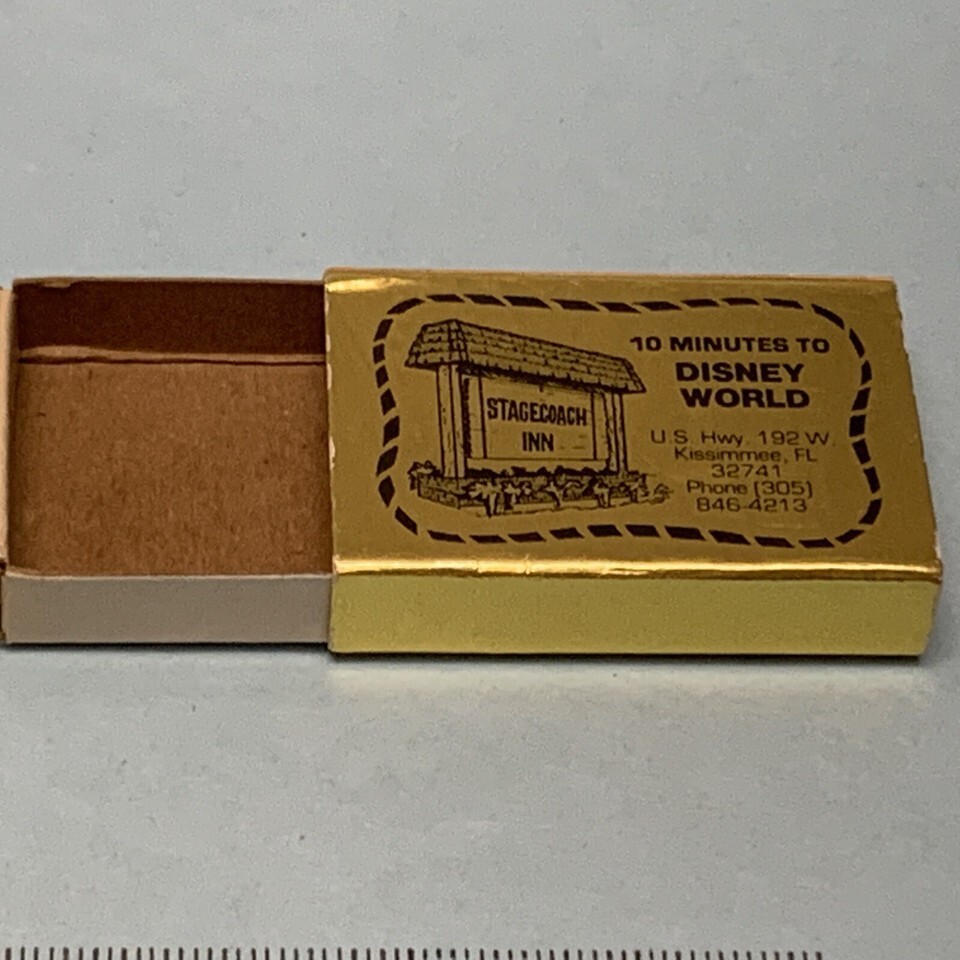 STAGECOACH
INN
10 MINUTES TO
DISNEY
WORLD
U.S. Hwy. 192 W.
Kissimmee, FL
32741
Phone (305)
846-4213